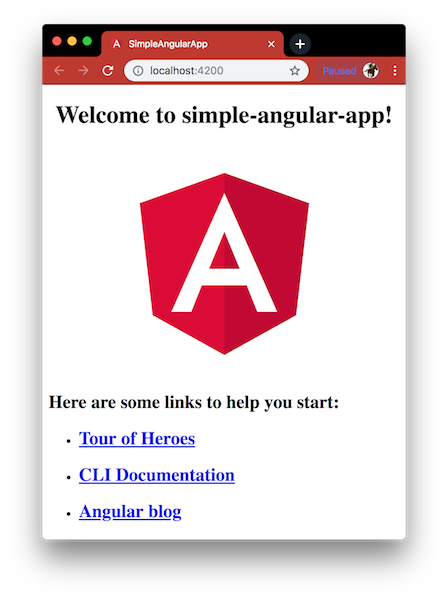 SimpleAngularApp
localhost:4200
Paused
Welcome to simple-angular-app!
A
Here are some links to help you start:
Tour of Heroes
CLI Documentation
Angular blog